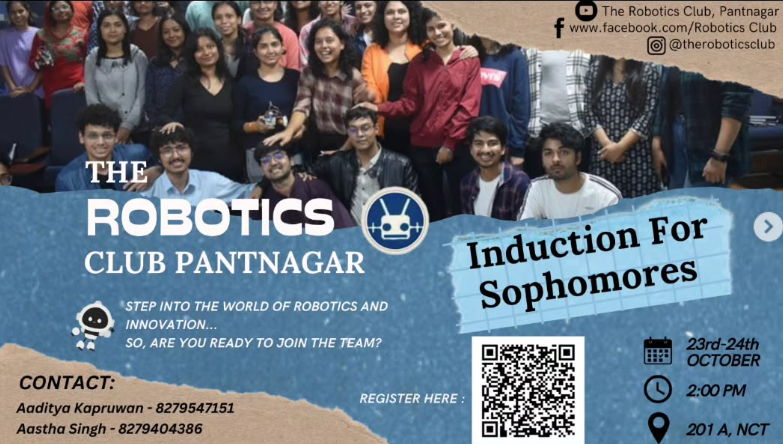 The Robotics Club, Pantnagar
www.facebook.com/Robotics Club
@theroboticsclub
THE
ROBOTICS
CLUB PANTNAGAR
Induction For
Sophomores
STEP INTO THE WORLD OF ROBOTICS AND
INNOVATION...
SO, ARE YOU READY TO JOIN THE TEAM?
CONTACT:
Aaditya Kapruwan - 8279547151
Aastha Singh - 8279404386
REGISTER HERE :
23rd-24th
OCTOBER
2:00 PM
201 A, NCT